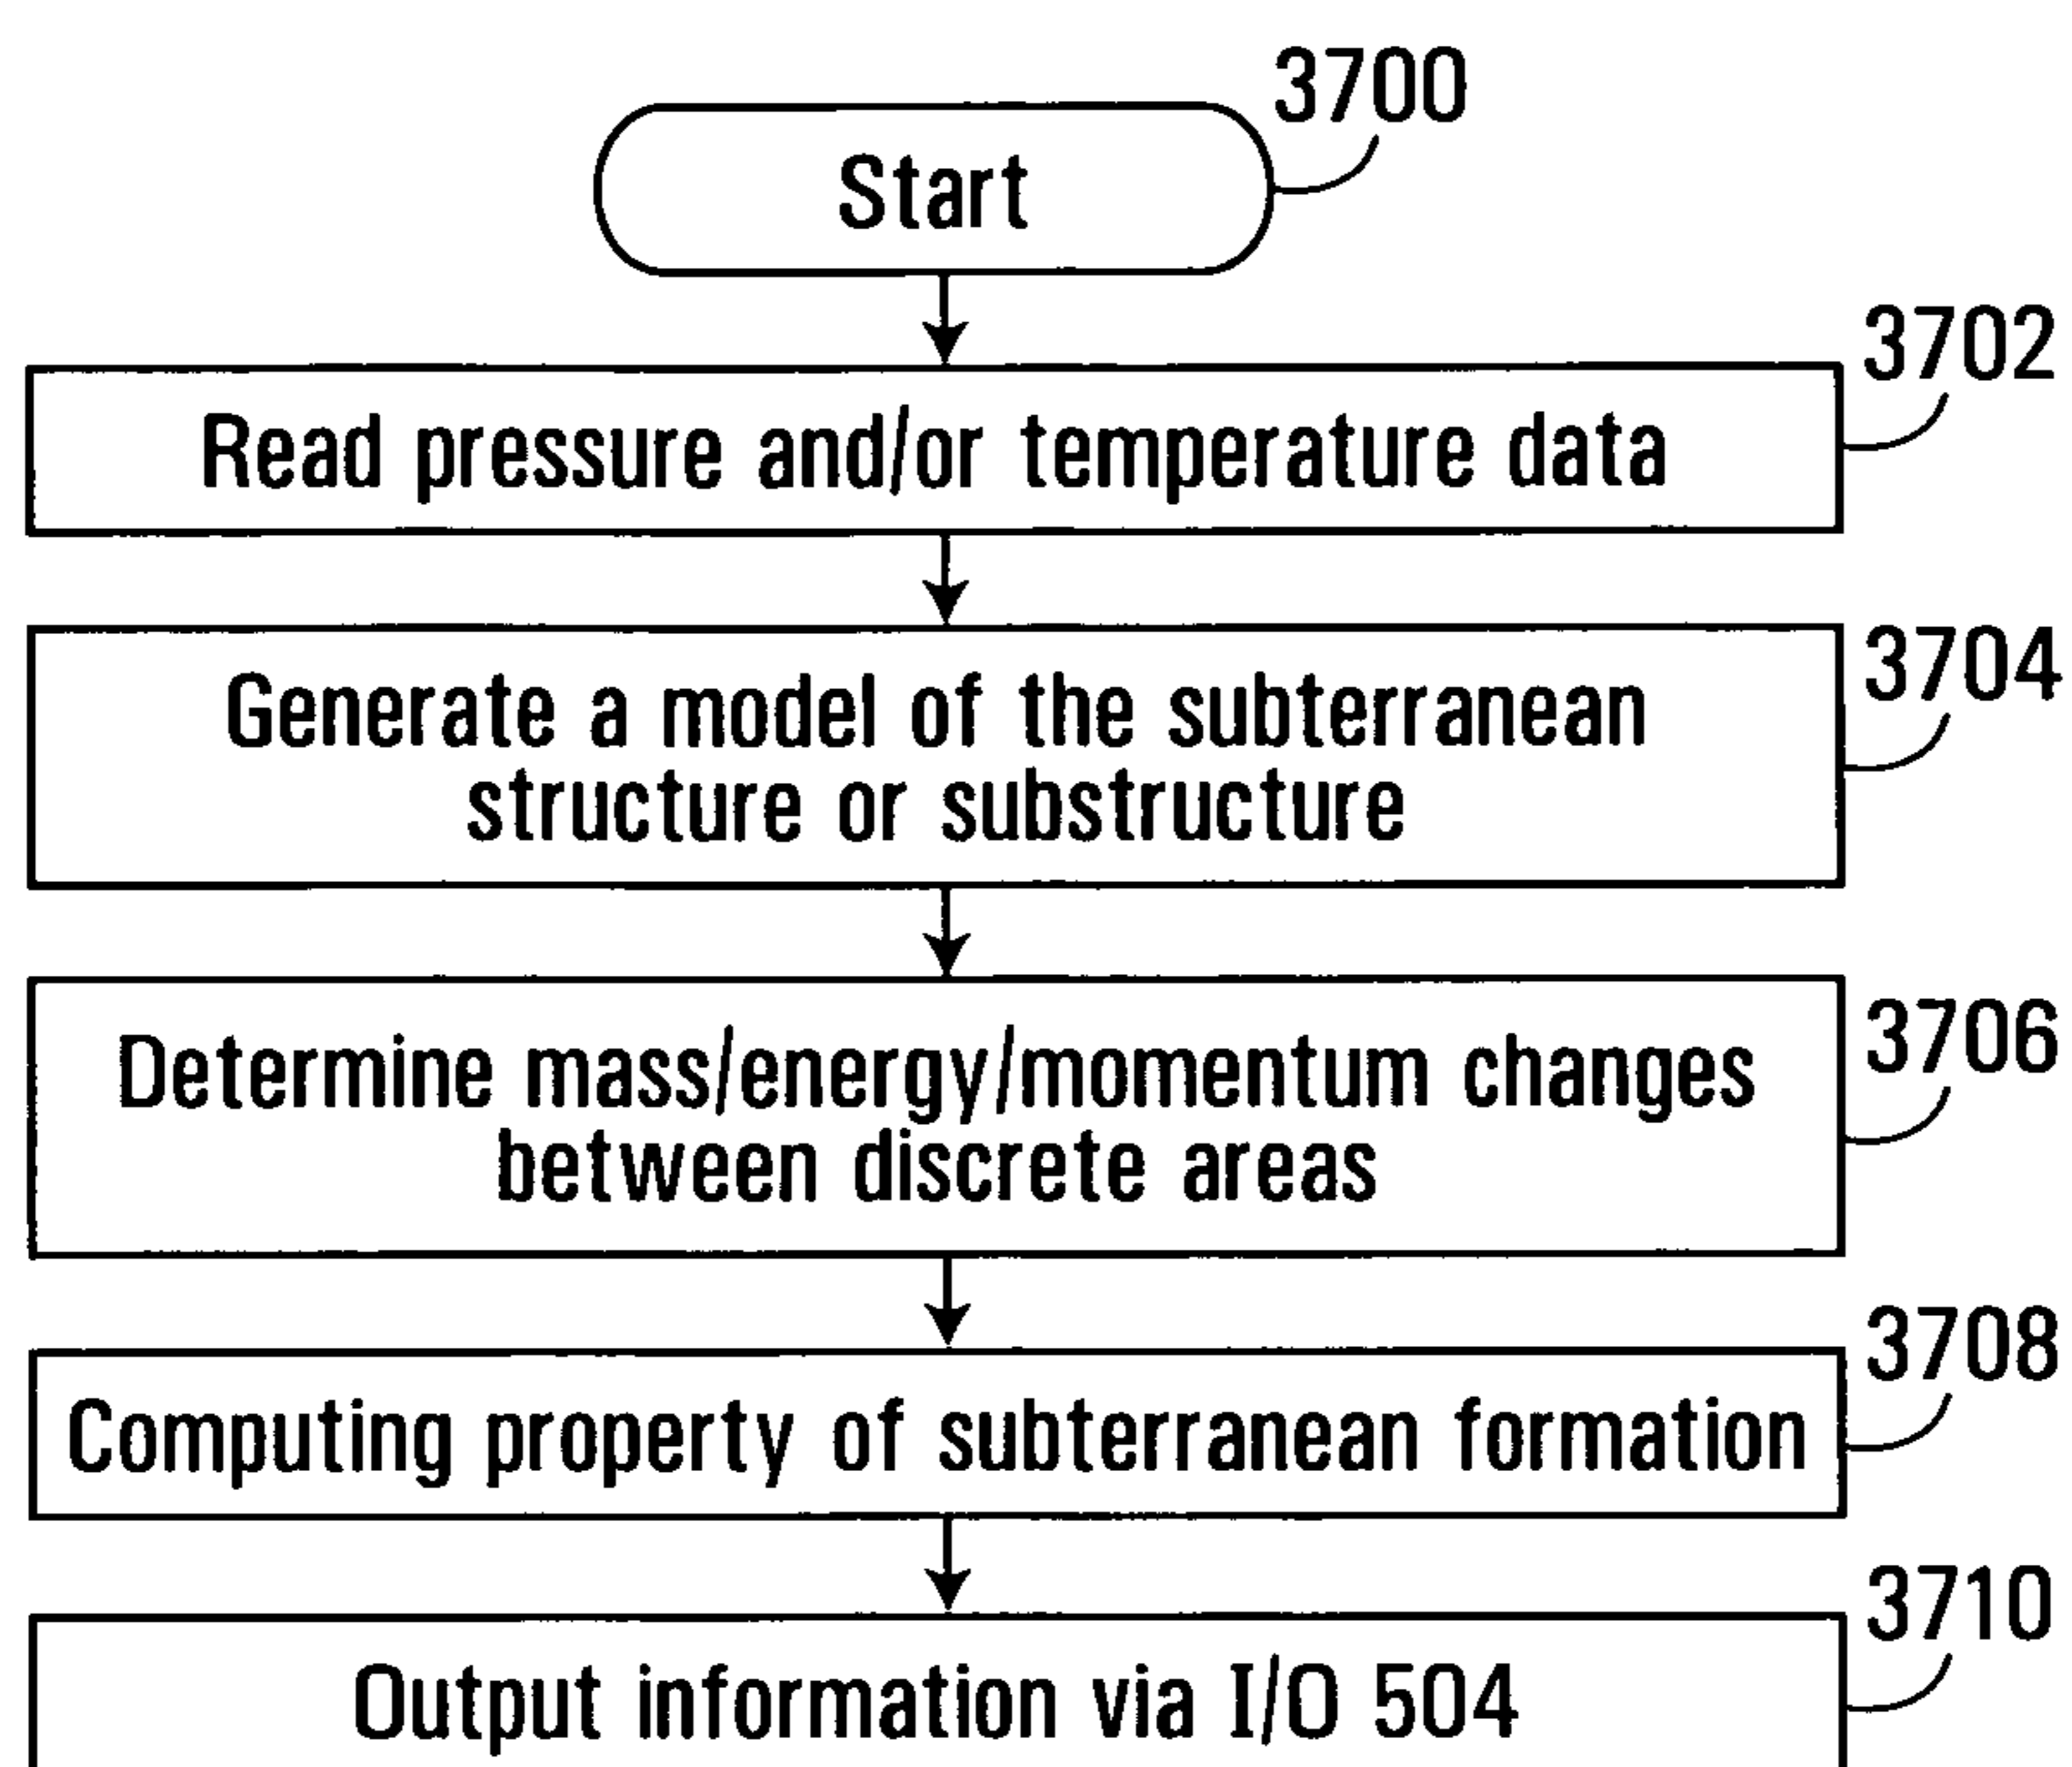 3700
Start
3702
Read pressure and/or temperature data
3704
Generate a model of the subterranean
structure or substructure
3706
Determine mass/energy/momentum changes
between discrete areas
3708
Computing property of subterranean formation
3710
Output information via I/O 504